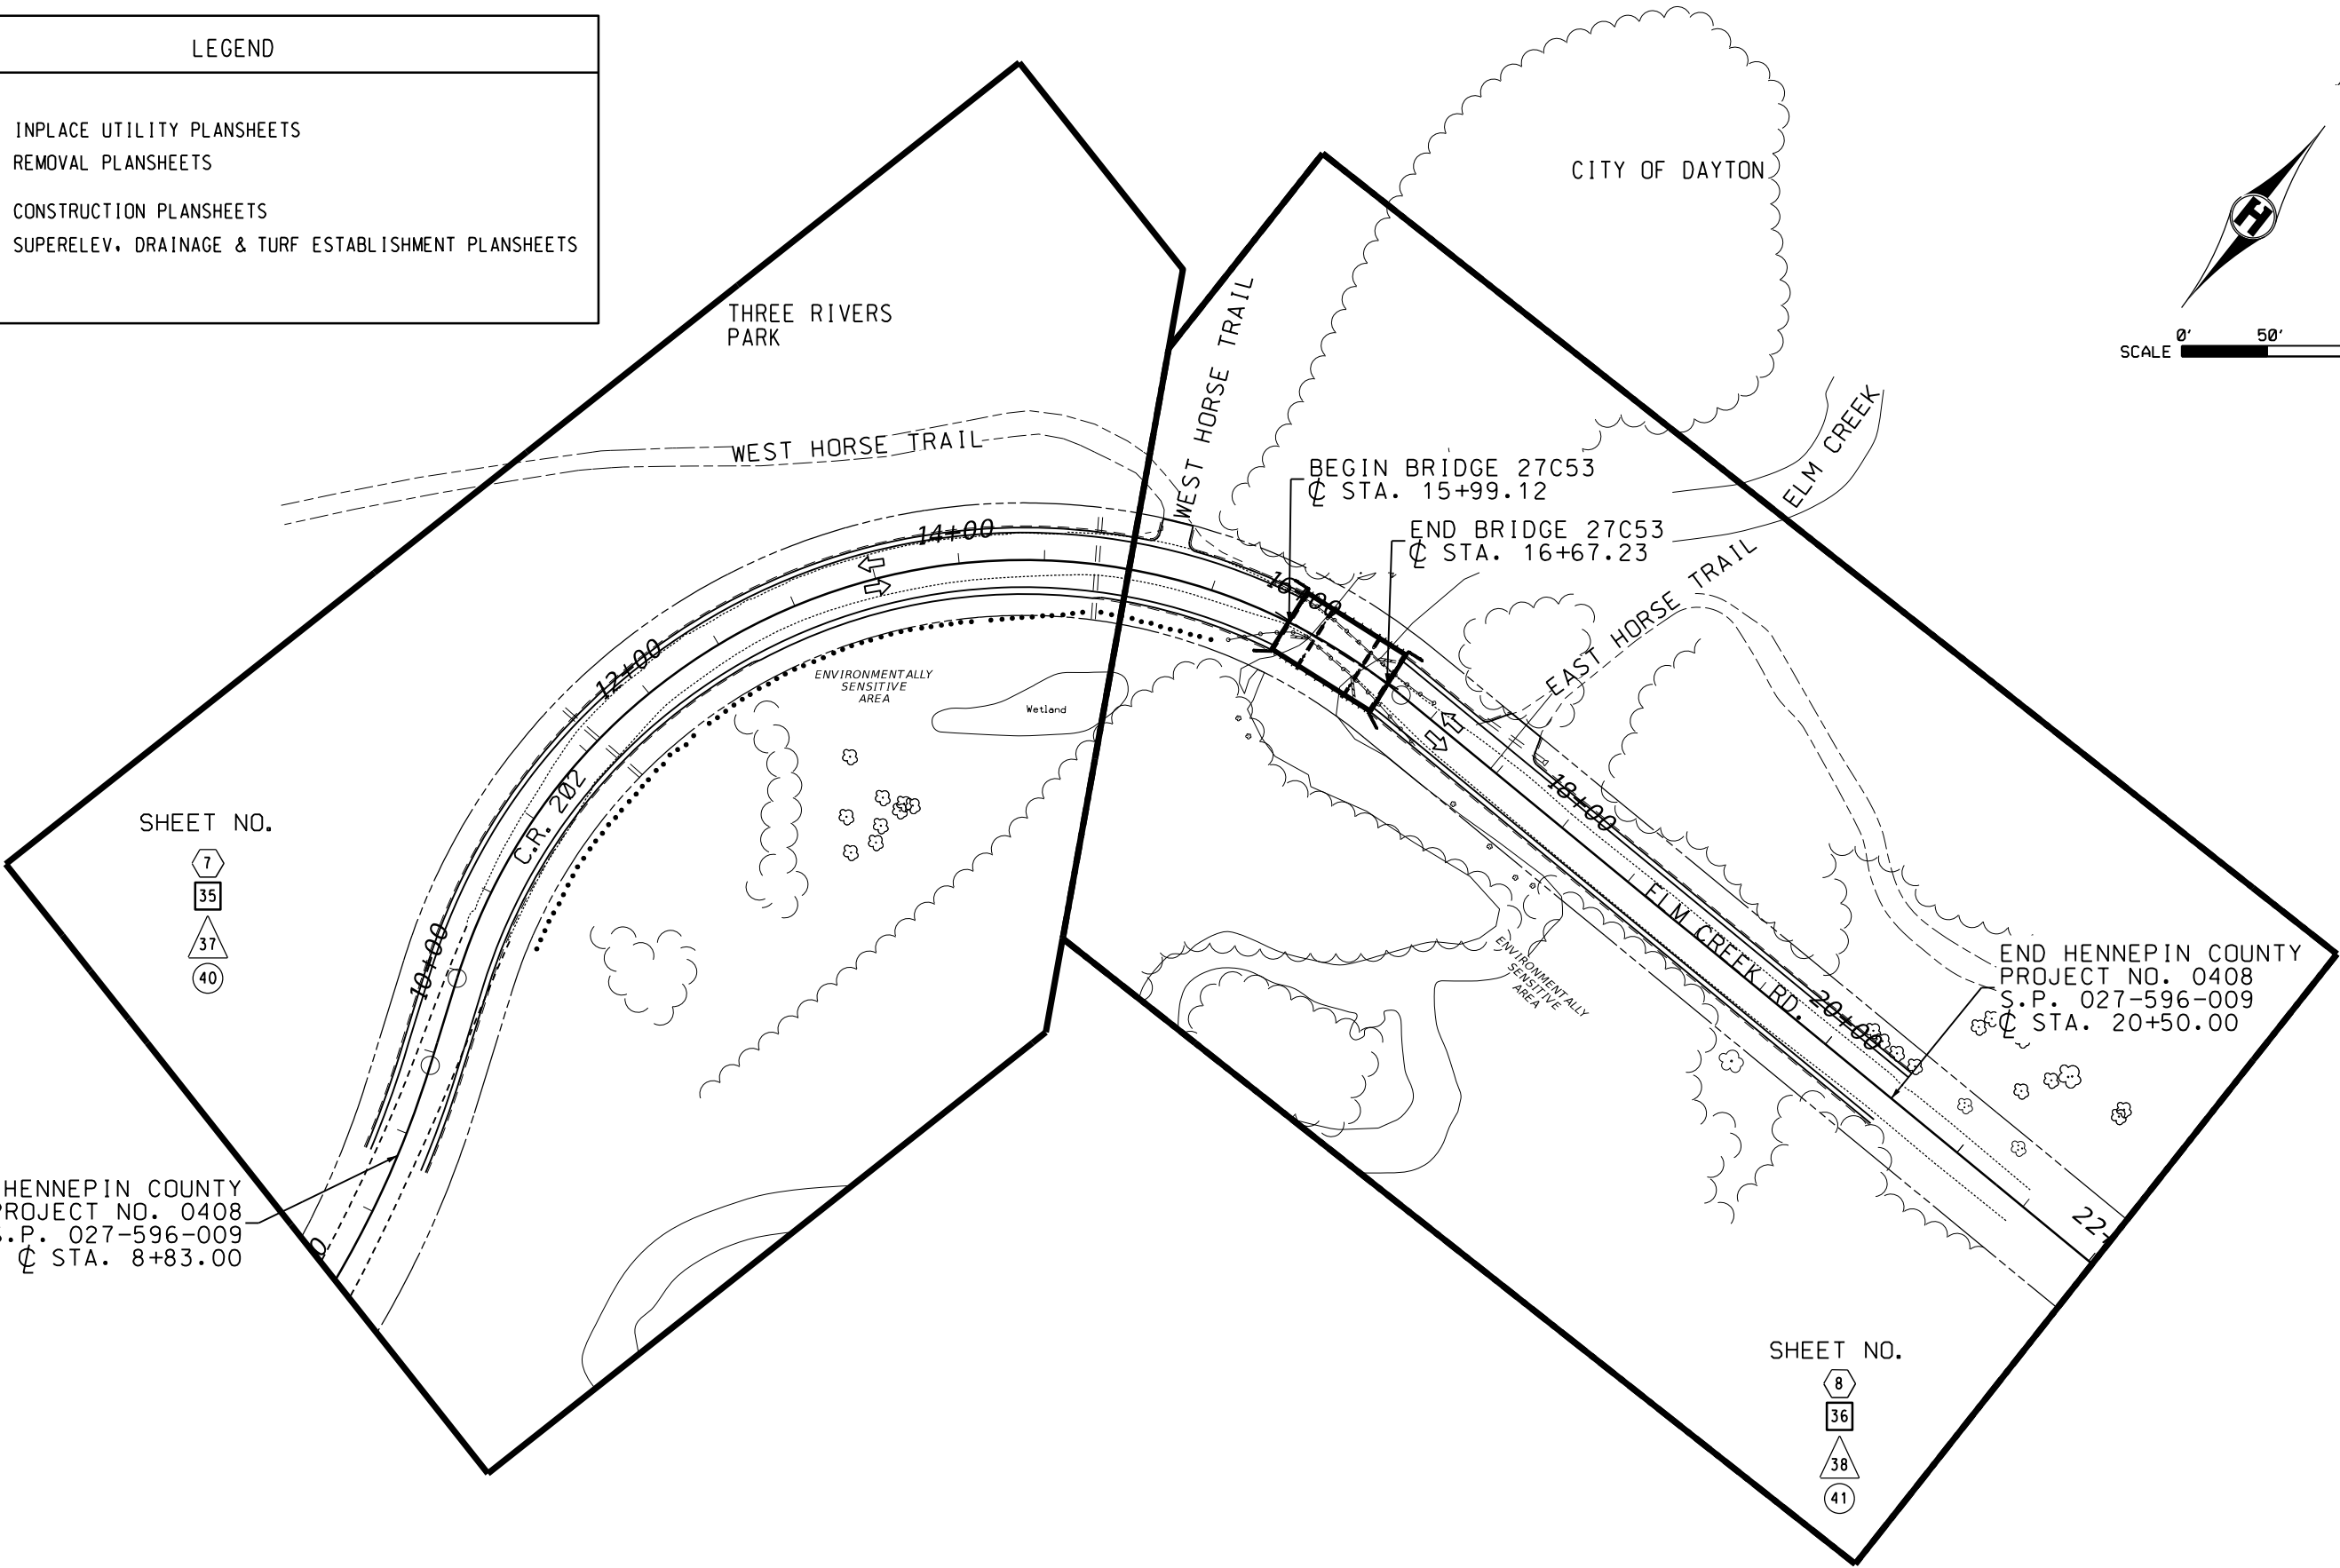 LEGEND
INPLACE UTILITY PLANSHEETS
REMOVAL PLANSHEETS
CONSTRUCTION PLANSHEETS
SUPERELEV. DRAINAGE & TURF ESTABLISHMENT PLANSHEETS
CITY OF DAYTON
H
0' 50'
SCALE
THREE RIVERS
PARK
WEST HORSE TRAIL
WEST HORSE TRAIL
ELM CREEK
BEGIN BRIDGE 27C53
℄ STA. 15+99.12
END BRIDGE 27C53
℄ STA. 16+67.23
14+00
16+00
EAST HORSE TRAIL
12+00
ENVIRONMENTALLY
SENSITIVE
AREA
Wetland
C.R. 202
18+00
SHEET NO.
7
35
37
40
10+00
ELM CREEK RD.
ENVIRONMENTALLY
SENSITIVE
AREA
20+00
END HENNEPIN COUNTY
PROJECT NO. 0408
S.P. 027-596-009
℄ STA. 20+50.00
HENNEPIN COUNTY
PROJECT NO. 0408
S.P. 027-596-009
℄ STA. 8+83.00
0
22+
SHEET NO.
8
36
38
41